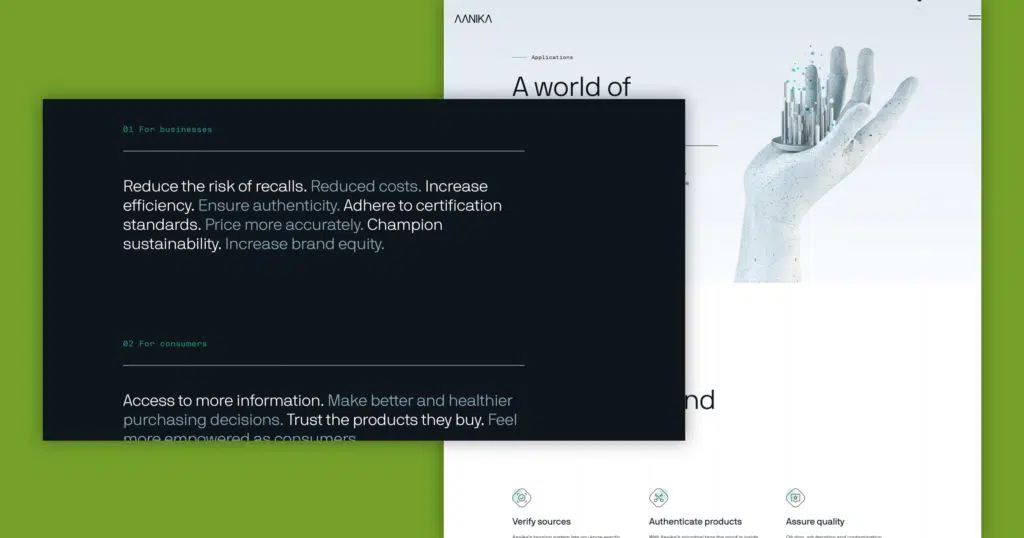 AANIKA
Applications
A world of
01 For businesses
Reduce the risk of recalls. Reduced costs. Increase
efficiency. Ensure authenticity. Adhere to certification
standards. Price more accurately. Champion
sustainability. Increase brand equity.
02 For consumers
Access to more information. Make better and healthier
purchasing decisions. Trust the products they buy. Feel
more empowered as consumers.
nd
Verify sources
Authenticate products
Assure quality